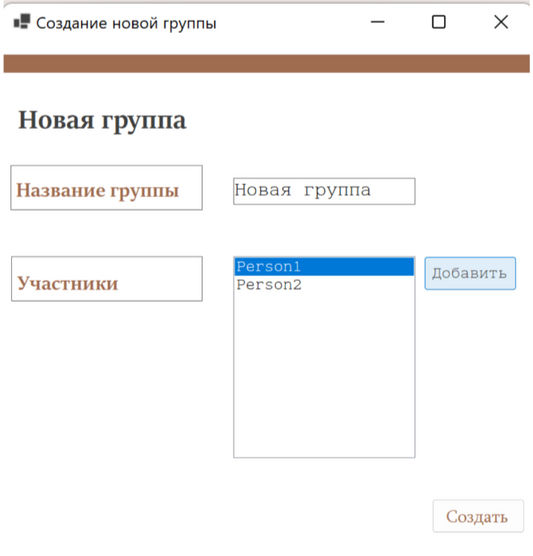 Создание новой группы
Новая группа
Название группы
Новая группа
Участники
Person1
Person2
Добавить
Создать